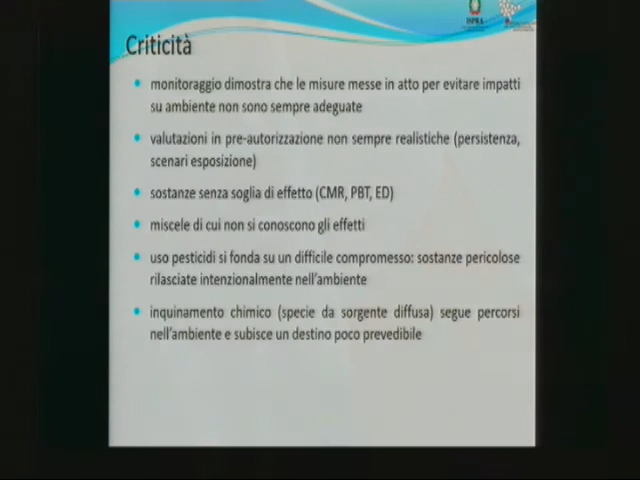 ISPRA
Criticità
monitoraggio dimostra che le misure messe in atto per evitare impatti
su ambiente non sono sempre adeguate
valutazioni in pre-autorizzazione non sempre realistiche (persistenza,
scenari esposizione)
sostanze senza soglia di effetto (CMR, PBT, ED)
miscele di cui non si conoscono gli effetti
uso pesticidi si fonda su un difficile compromesso: sostanze pericolose
rilasciate intenzionalmente nell'ambiente
inquinamento chimico (specie da sorgente diffusa) segue percorsi
nell'ambiente e subisce un destino poco prevedibile